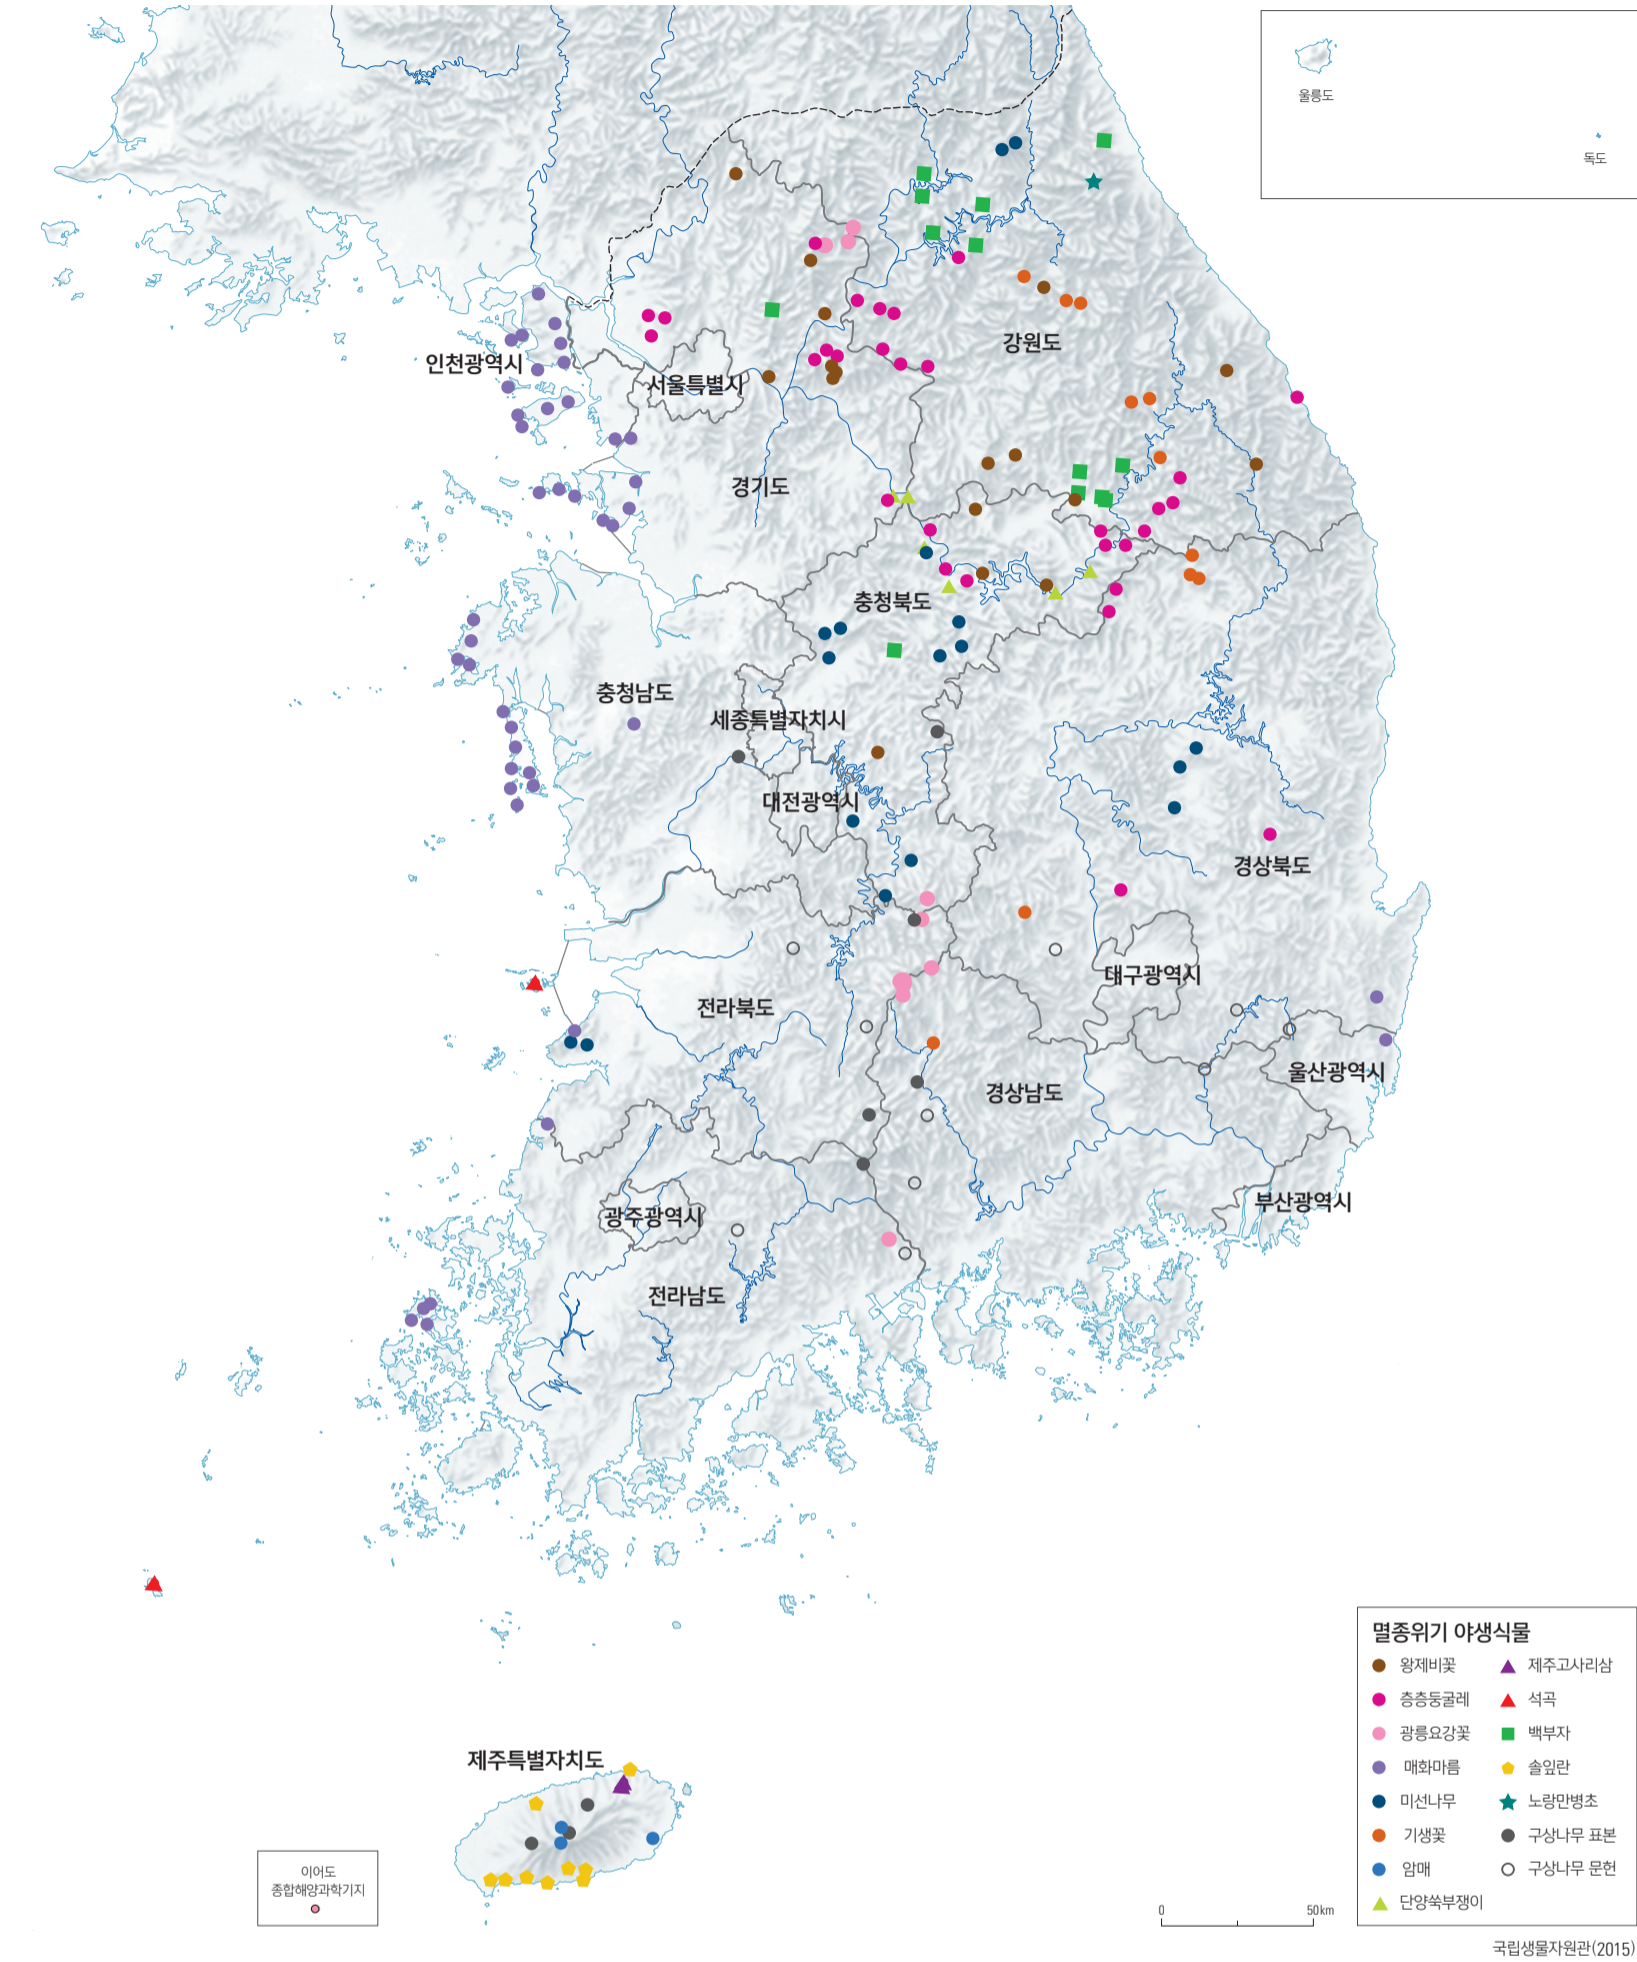 울릉도
독도
강원도
인천광역시
서울특별시
경기도
충청북도
충청남도
세종특별자치시
대전광역시
경상북도
대구광역시
전라북도
울산광역시
경상남도
부산광역시
광주광역시
전라남도
제주특별자치도
이어도
종합해양과학기지
0 50km
멸종위기 야생식물
왕제비꽃 제주고사리삼
층층둥굴레 석곡
광릉요강꽃 백부자
매화마름 솔잎란
미선나무 노랑만병초
기생꽃 구상나무 표본
암매 구상나무 문헌
단양쑥부쟁이
국립생물자원관(2015)